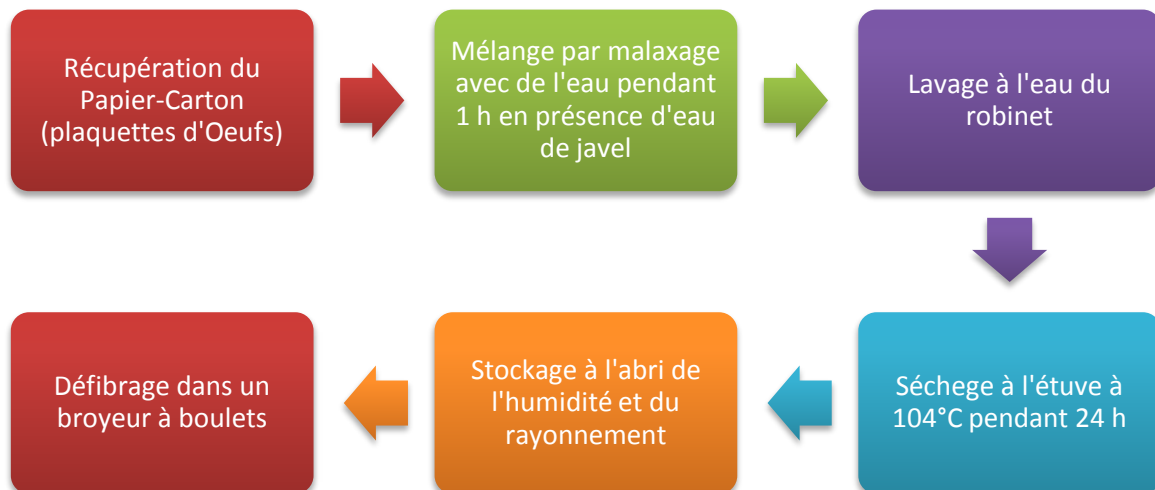 Récupération du
Papier-Carton
(plaquettes d'Oeufs)
Mélange par malaxage
avec de l'eau pendant
1 h en présence d'eau
de javel
Lavage à l'eau du
robinet
Séchege à l'étuve à
104°C pendant 24 h
Stockage à l'abri de
l'humidité et du
rayonnement
Défibrage dans un
broyeur à boulets